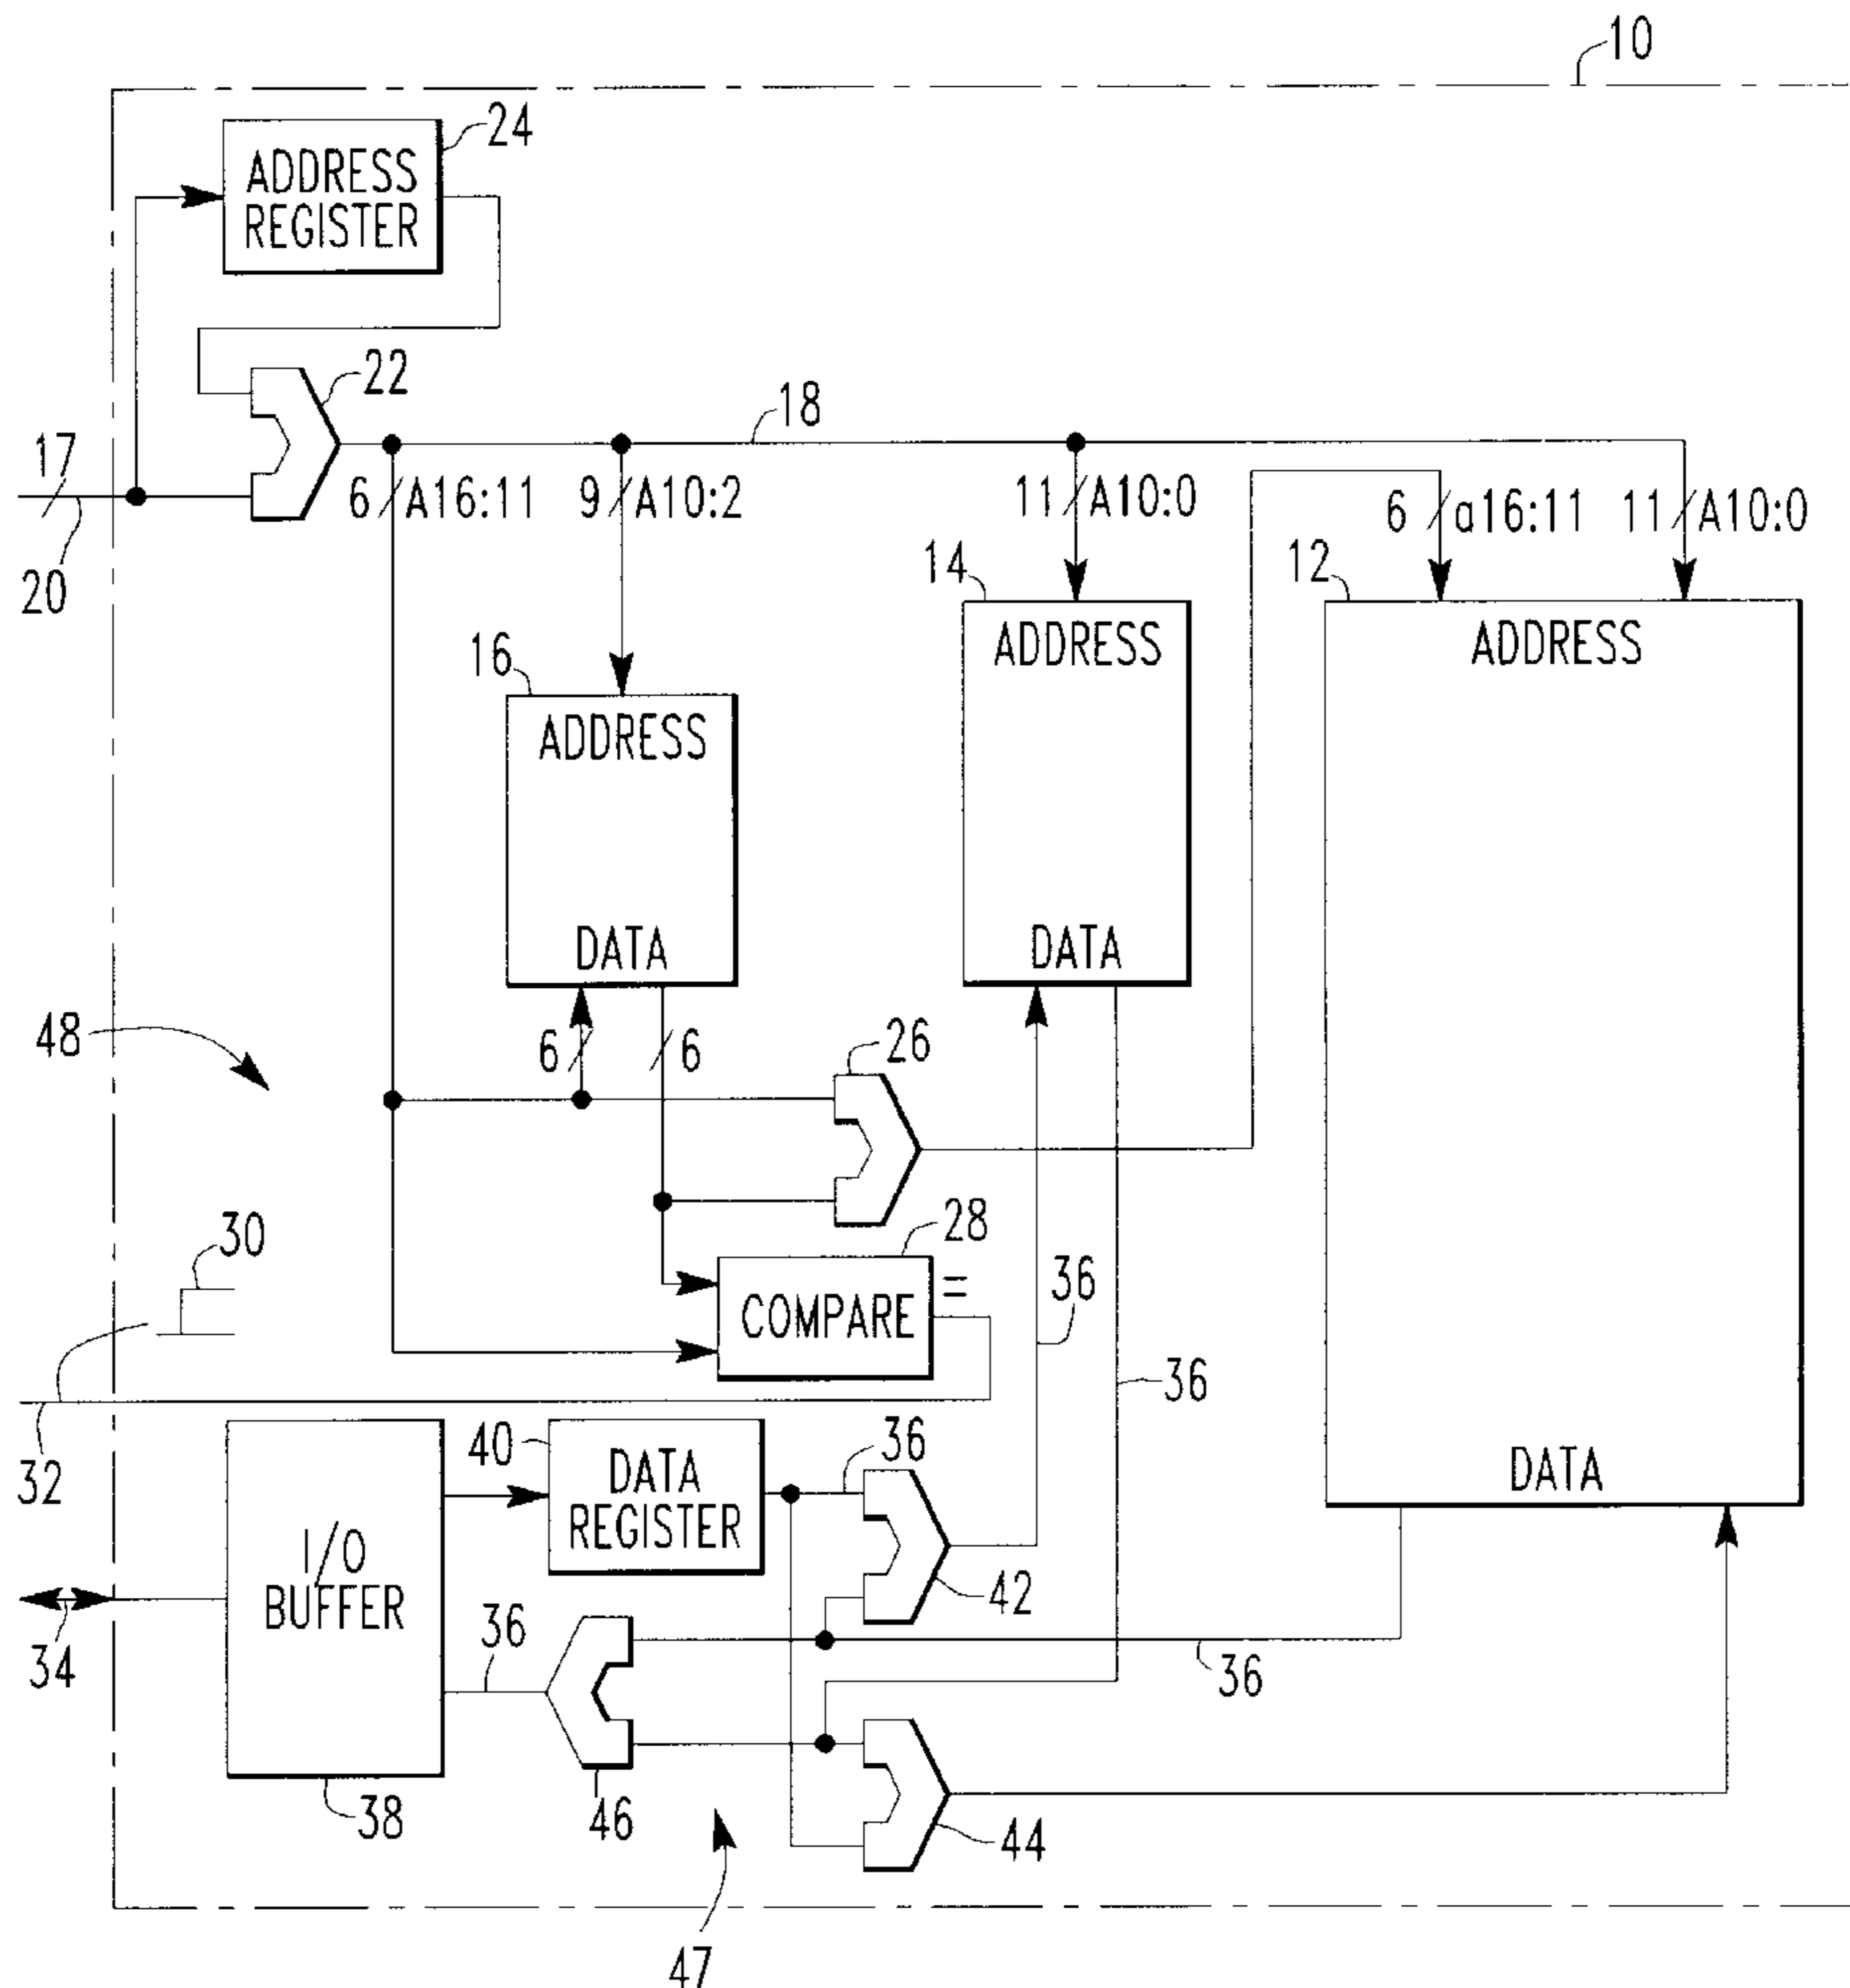 10
24
ADDRESS
REGISTER
22
18
17
6 A16:11
9 A10:2
11 A10:0
6 a16:11
11 A10:0
20
14
12
ADDRESS
ADDRESS
16
ADDRESS
DATA
DATA
48
6
6
26
30
28
=
COMPARE
36
36
32
40
DATA
REGISTER
36
DATA
I/O
BUFFER
42
34
36
36
38
46
44
47